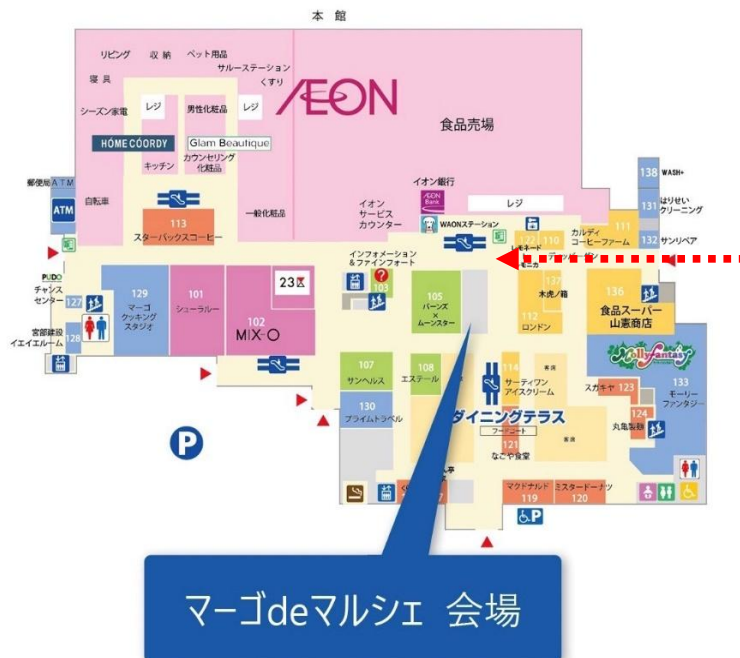 本 館
リビング
収 納
ペット用品
サルーステーション
くすり
寝 具
シーズン家電
レジ
男性化粧品
レジ
HOME COORDY
Glam Beautique
キッチン
カウンセリング
化粧品
ÆON
食品売場
郵便局ATM
ATM
自転車
113
スターバックスコーヒー
一般化粧品
イオン
サービス
カウンター
イオン銀行
ÆON
Bank
WAONステーション
レジ
138
WASH+
131
はりせい
クリーニング
132
サンリペア
111
カルディ
コーヒーファーム
110
インフォメーション
&ファインフォート
103
PUDO
チャンス
センター
127
宮部建設
イエイエルーム
128
129
マーゴ
クッキング
スタジオ
101
シューラルー
102
MIX-O
23区
105
バーンズ
×
ムーンスター
137
木虎ノ箱
112
ロンドン
136
食品スーパー
山憲商店
Mollyfantasy
133
モーリー
ファンタジー
107
サンヘルス
108
エステール
114
サーティワン
アイスクリーム
スガキヤ
123
124
丸亀製麺
130
プライムトラベル
ダイニングテラス
フードコート
121
なごや食堂
マクドナルド
119
ミスタードーナツ
120
P
P
マーゴdeマルシェ 会場